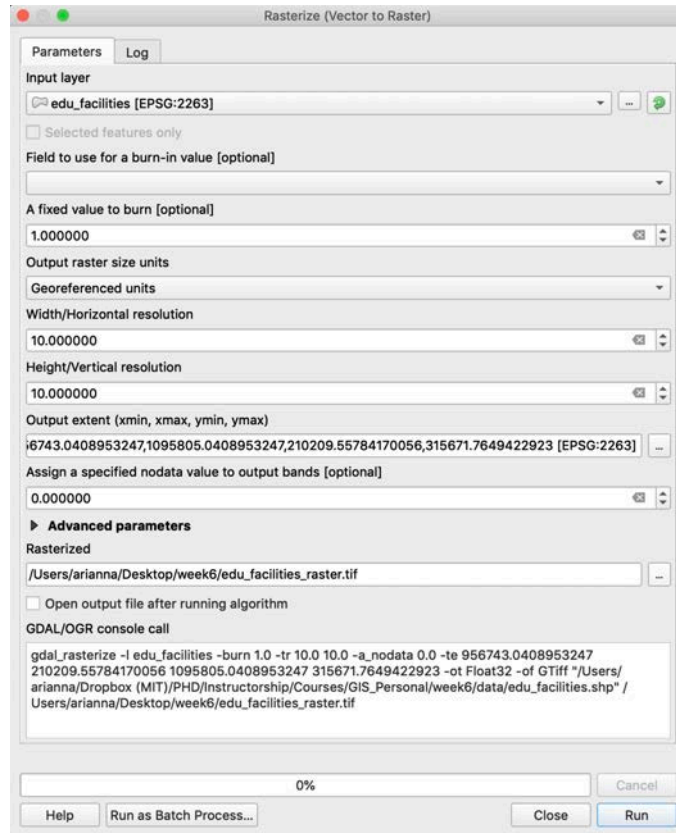 Rasterize (Vector to Raster)
Parameters
Log
Input layer
edu_facilities [EPSG:2263]
...
Selected features only
Field to use for a burn-in value [optional]
A fixed value to burn [optional]
1.000000
Output raster size units
Georeferenced units
Width/Horizontal resolution
10.000000
Height/Vertical resolution
10.000000
Output extent (xmin, xmax, ymin, ymax)
6743.0408953247,1095805.0408953247,210209.55784170056,315671.7649422923 [EPSG:2263]
...
Assign a specified nodata value to output bands [optional]
0.000000
Advanced parameters
Rasterized
/Users/arianna/Desktop/week6/edu_facilities_raster.tif
...
Open output file after running algorithm
GDAL/OGR console call
gdal_rasterize -l edu_facilities -burn 1.0 -tr 10.0 10.0 -a_nodata 0.0 -te 956743.0408953247
210209.55784170056 1095805.0408953247 315671.7649422923 -ot Float32 -of GTiff "/Users/
arianna/Dropbox (MIT)/PHD/Instructorship/Courses/GIS_Personal/week6/data/edu_facilities.shp" /
Users/arianna/Desktop/week6/edu_facilities_raster.tif
0%
Cancel
Help
Run as Batch Process...
Close
Run